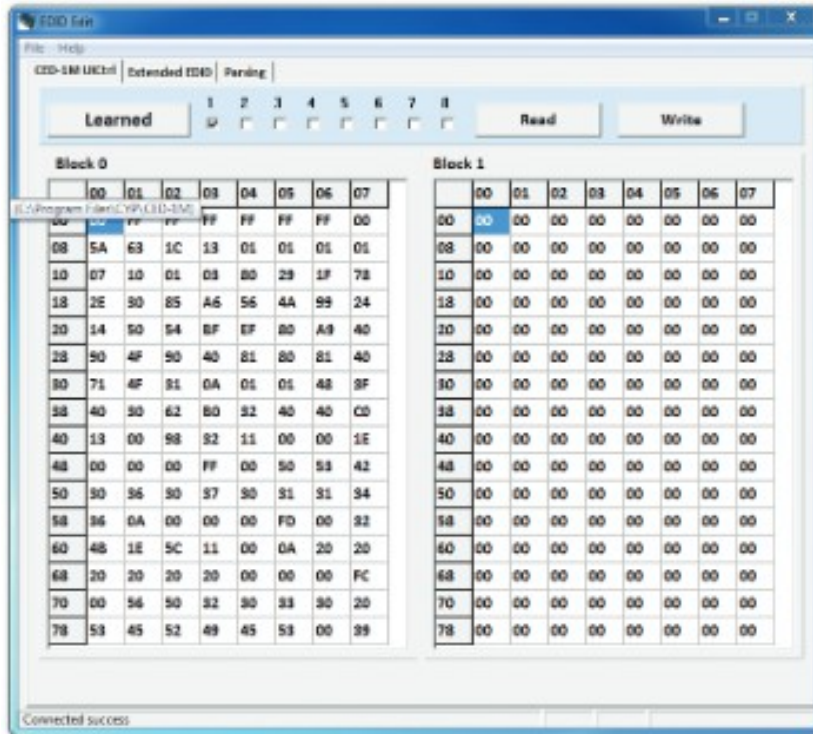 EDID Edit
File Help
CED-1M UICtrl Extended EDID Parsing
1 2 3 4 5 6 7 8
Learned Read Write
Block 0 Block 1
00 01 02 03 04 05 06 07 00 01 02 03 04 05 06 07
[C:\Program Files\CYP\CED-1M]
00 FF FF FF FF FF FF 00 00 00 00 00 00 00 00 00 00
08 5A 63 1C 13 01 01 01 01 08 00 00 00 00 00 00 00 00
10 07 10 01 03 80 29 1F 78 10 00 00 00 00 00 00 00 00
18 2E 30 85 A6 56 4A 99 24 18 00 00 00 00 00 00 00 00
20 14 50 54 BF EF 80 A9 40 20 00 00 00 00 00 00 00 00
28 90 4F 90 40 81 80 81 40 28 00 00 00 00 00 00 00 00
30 71 4F 31 0A 01 01 48 3F 30 00 00 00 00 00 00 00 00
38 40 30 62 B0 32 40 40 C0 38 00 00 00 00 00 00 00 00
40 13 00 98 32 11 00 00 1E 40 00 00 00 00 00 00 00 00
48 00 00 00 FF 00 50 53 42 48 00 00 00 00 00 00 00 00
50 30 36 30 37 30 31 31 34 50 00 00 00 00 00 00 00 00
58 36 0A 00 00 00 FD 00 32 58 00 00 00 00 00 00 00 00
60 4B 1E 5C 11 00 0A 20 20 60 00 00 00 00 00 00 00 00
68 20 20 20 20 00 00 00 FC 68 00 00 00 00 00 00 00 00
70 00 56 50 32 30 33 30 20 70 00 00 00 00 00 00 00 00
78 53 45 52 49 45 53 00 39 78 00 00 00 00 00 00 00 00
Connected success